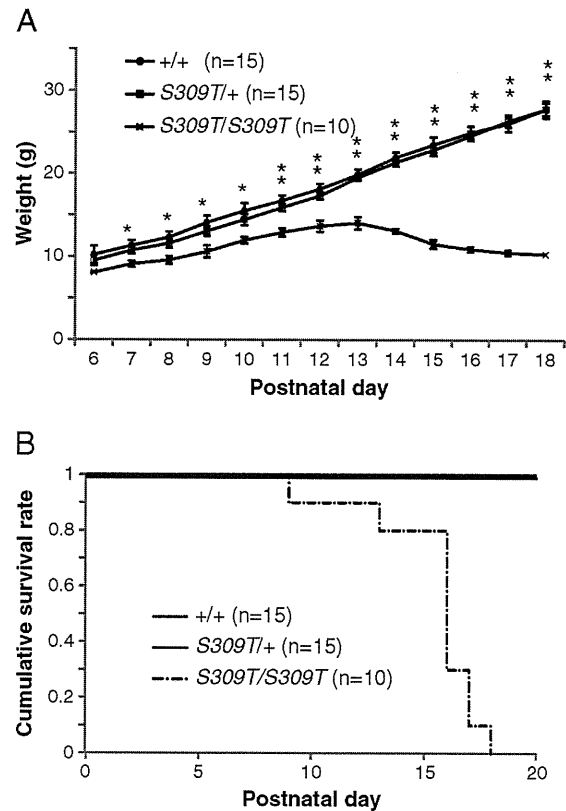 A
+/+ (n=15)
S309T/+ (n=15)
S309T/S309T (n=10)
Weight (g)
30
20
10
0
* * * * ** ** ** ** ** ** ** **
6 7 8 9 10 11 12 13 14 15 16 17 18
Postnatal day
B
Cumulative survival rate
1
0.8
0.6
0.4
0.2
0
+/+ (n=15)
S309T/+ (n=15)
S309T/S309T (n=10)
0 5 10 15 20
Postnatal day